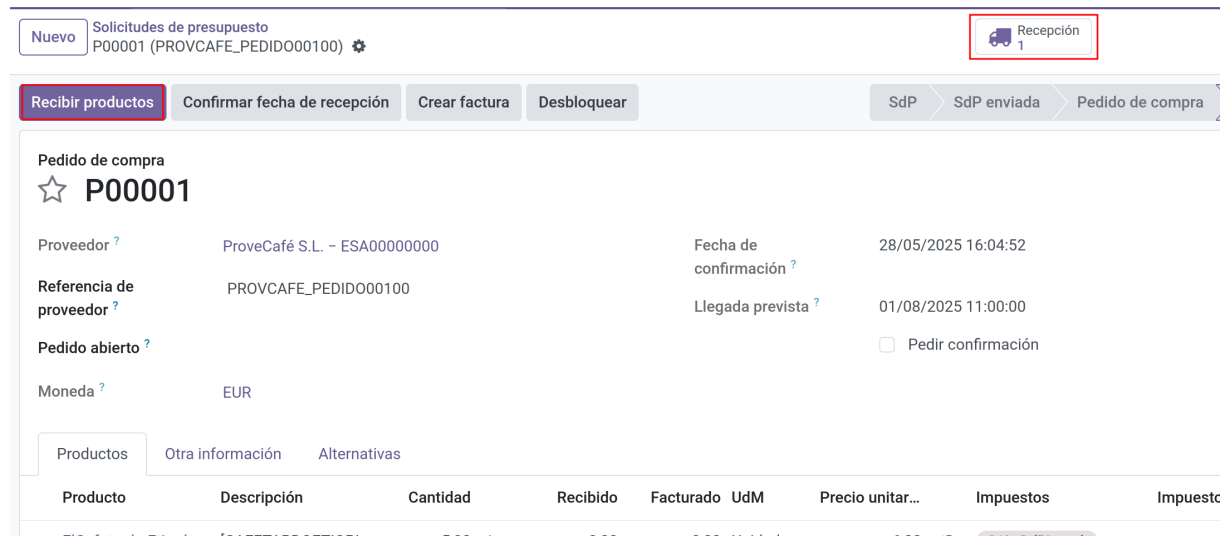 Nuevo
Solicitudes de presupuesto
P00001 (PROVCAFE_PEDIDO00100)
Recepción
1
Recibir productos
Confirmar fecha de recepción
Crear factura
Desbloquear
SdP
SdP enviada
Pedido de compra
Pedido de compra
P00001
Proveedor ?
ProveCafé S.L. – ESA00000000
Referencia de
proveedor ?
PROVCAFE_PEDIDO00100
Pedido abierto ?
Moneda ?
EUR
Fecha de
confirmación ?
28/05/2025 16:04:52
Llegada prevista ?
01/08/2025 11:00:00
Pedir confirmación
Productos
Otra información
Alternativas
Producto
Descripción
Cantidad
Recibido
Facturado
UdM
Precio unitar...
Impuestos
Impuesto